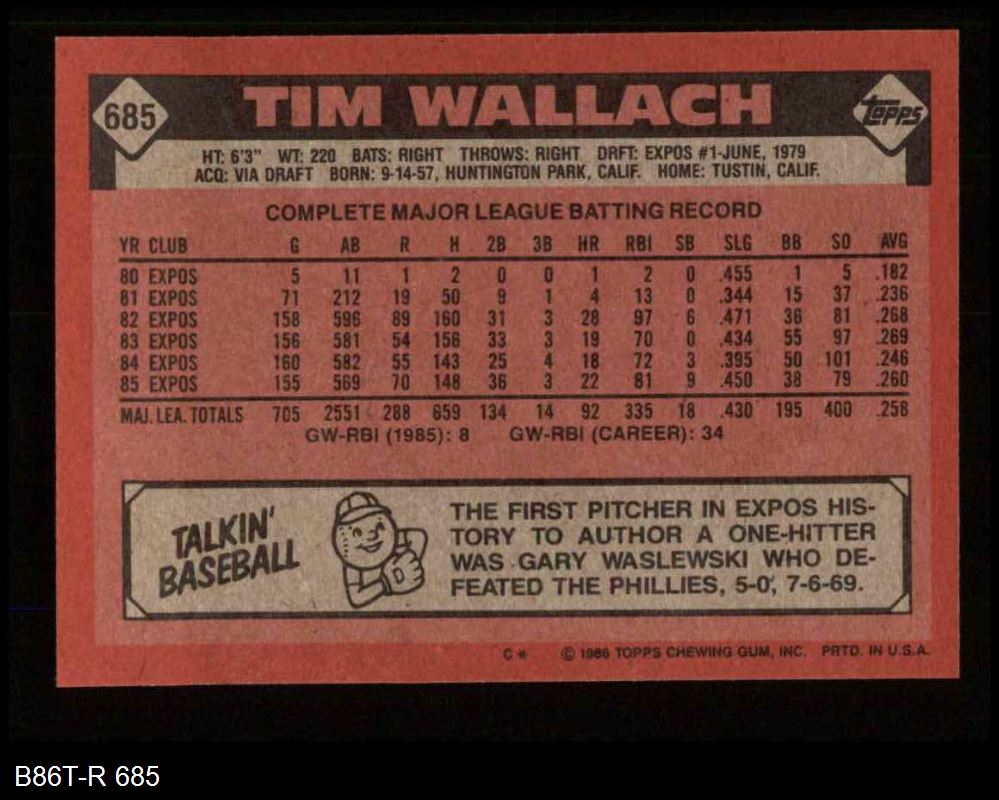 685
TIM WALLACH
Topps
HT: 6'3" WT: 220 BATS: RIGHT THROWS: RIGHT DRFT: EXPOS #1-JUNE, 1979
ACQ: VIA DRAFT BORN: 9-14-57, HUNTINGTON PARK, CALIF. HOME: TUSTIN, CALIF.
COMPLETE MAJOR LEAGUE BATTING RECORD
YR CLUB G AB R H 2B 3B HR RBI SB SLG BB SO AVG
80 EXPOS 5 11 1 2 0 0 1 2 0 .455 1 5 .182
81 EXPOS 71 212 19 50 9 1 4 13 0 .344 15 37 .236
82 EXPOS 158 596 89 160 31 3 28 97 6 .471 36 81 .268
83 EXPOS 156 581 54 156 33 3 19 70 0 .434 55 97 .269
84 EXPOS 160 582 55 143 25 4 18 72 3 .395 50 101 .246
85 EXPOS 155 569 70 148 36 3 22 81 9 .450 38 79 .260
MAJ. LEA. TOTALS 705 2551 288 659 134 14 92 335 18 .430 195 400 .258
GW-RBI (1985): 8 GW-RBI (CAREER): 34
TALKIN'
BASEBALL
THE FIRST PITCHER IN EXPOS HIS-
TORY TO AUTHOR A ONE-HITTER
WAS GARY WASLEWSKI WHO DE-
FEATED THE PHILLIES, 5-0, 7-6-69.
C* © 1986 TOPPS CHEWING GUM, INC. PRTD. IN U.S.A.
B86T-R 685